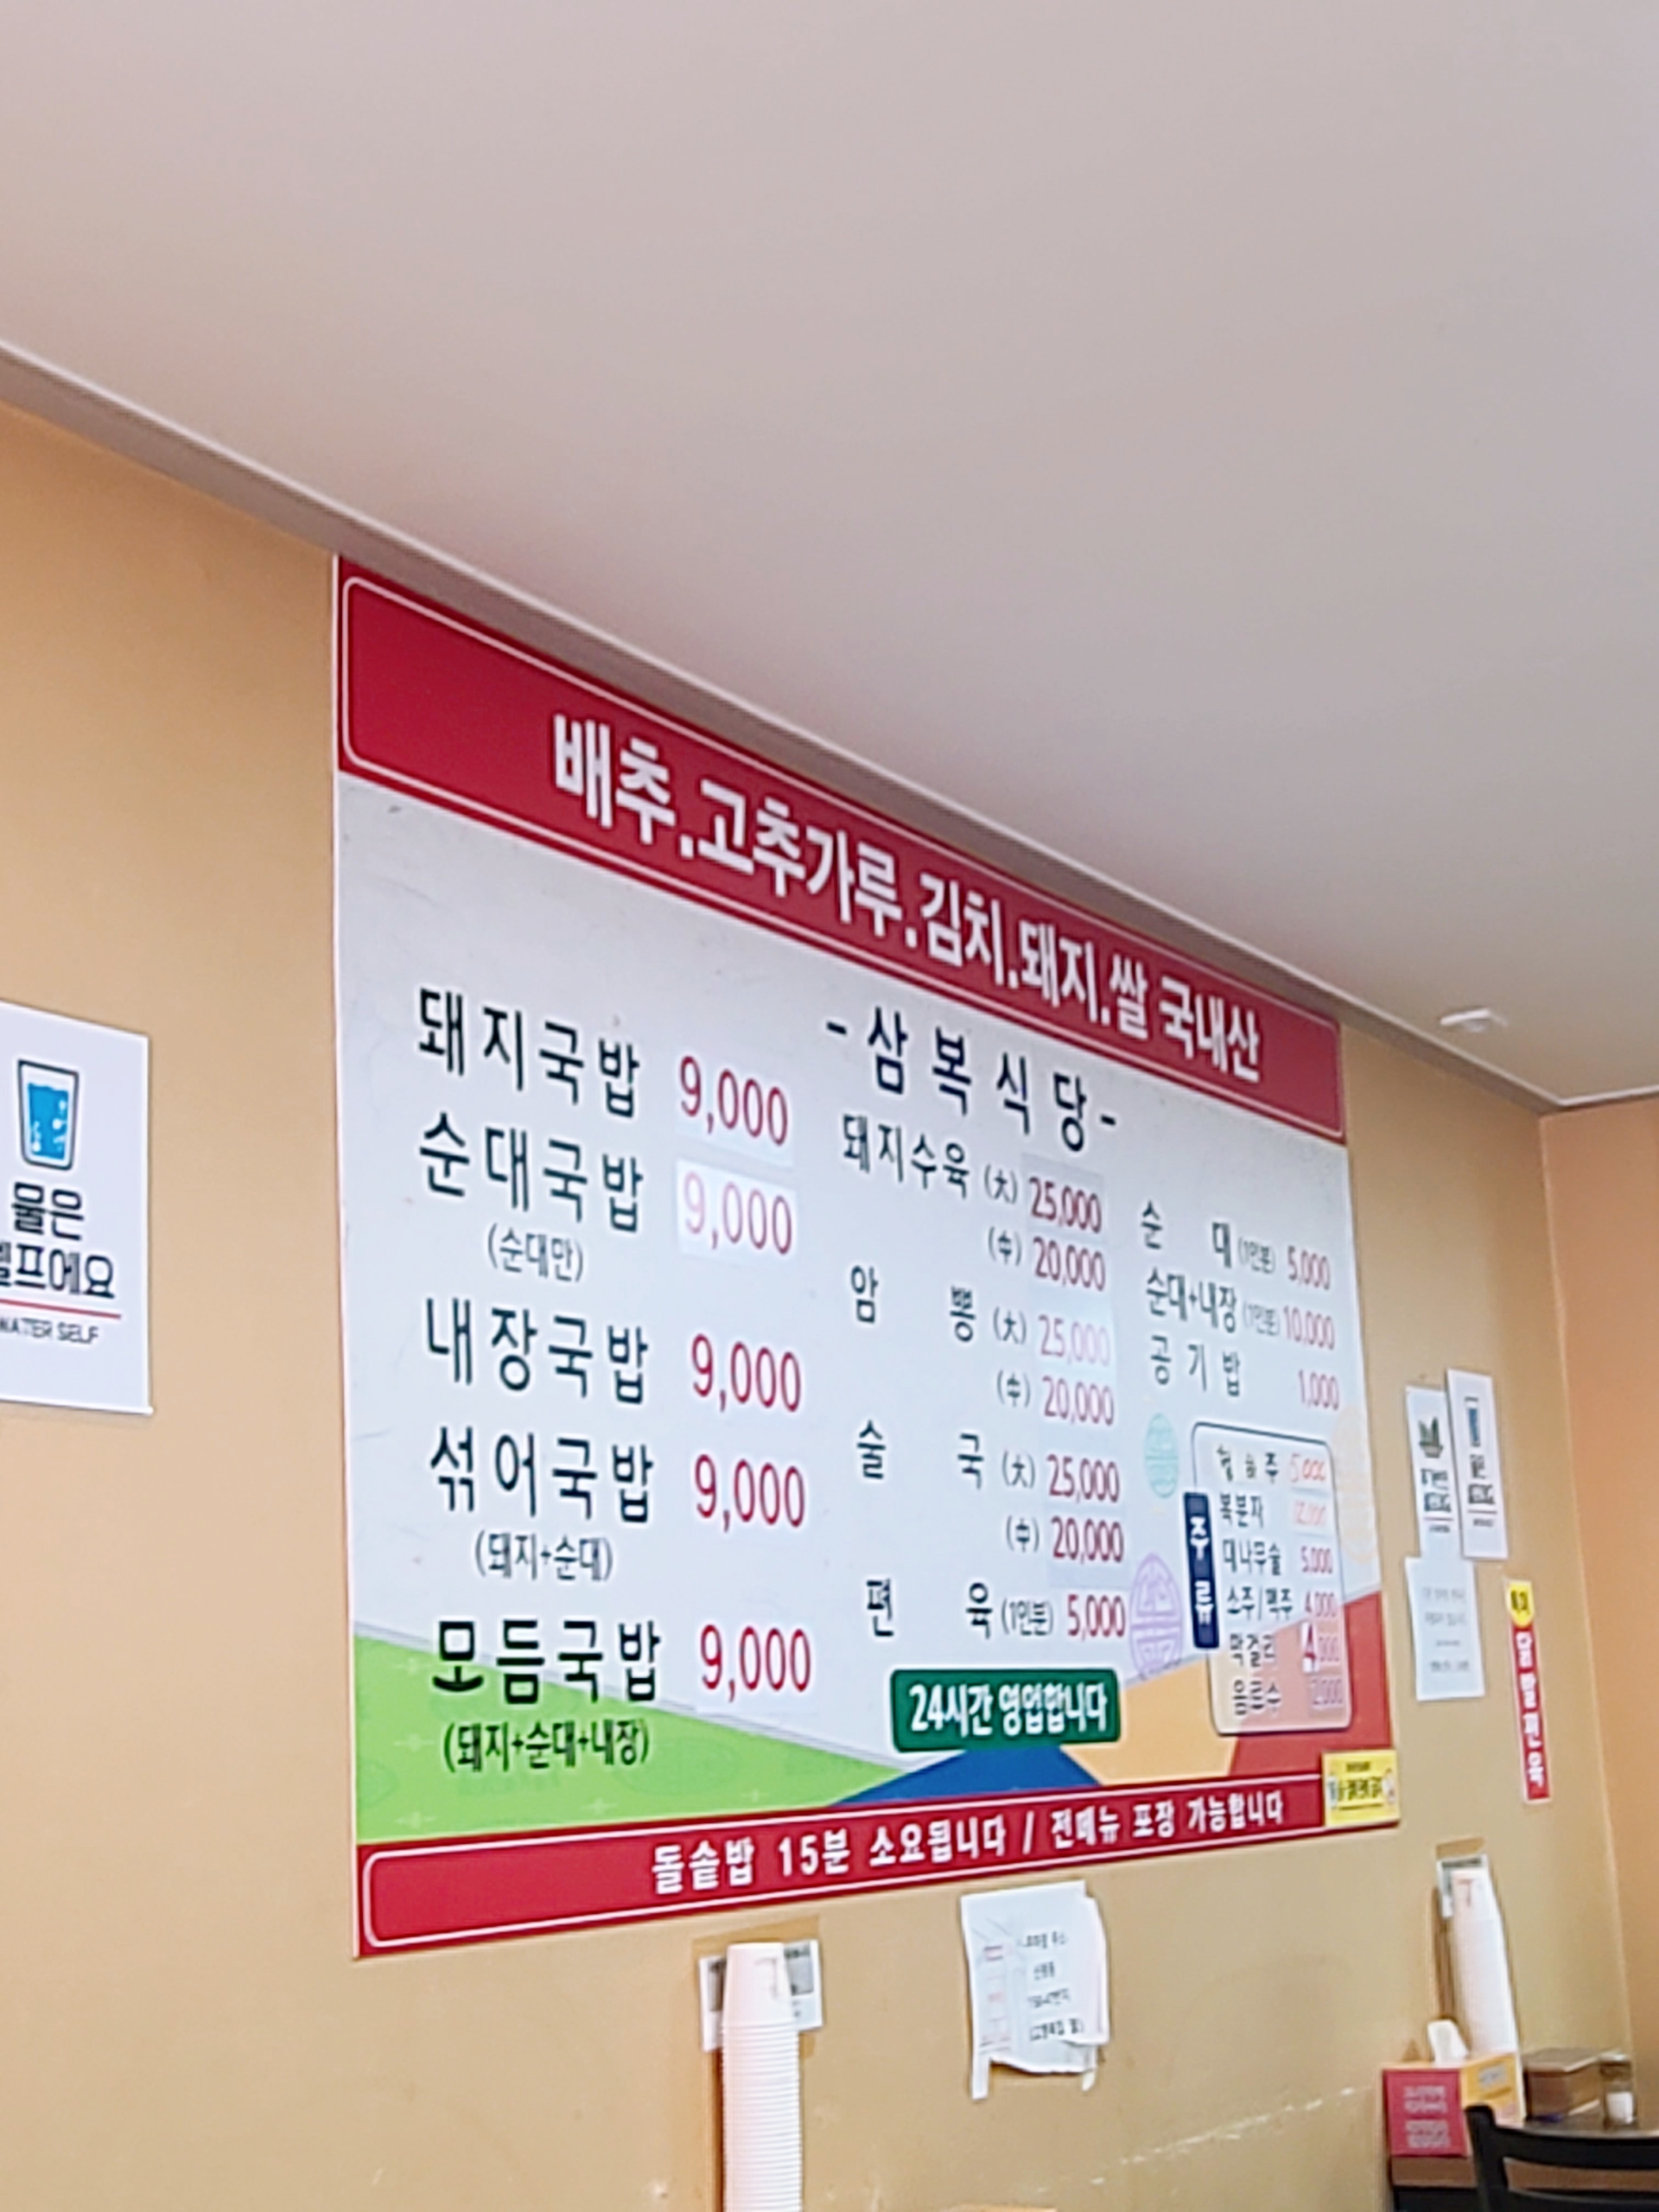 배추.고추가루.김치.돼지.쌀 국내산
-삼복식당-
돼지국밥 9,000
순대국밥 9,000
(순대만)
내장국밥 9,000
섞어국밥 9,000
(돼지+순대)
모듬국밥 9,000
(돼지+순대+내장)
돼지수육 (大) 25,000
(中) 20,000
암 뽕 (大) 25,000
(中) 20,000
술 국 (大) 25,000
(中) 20,000
편 육 (1인분) 5,000
24시간 영업합니다
순 대 (1인분) 5,000
순대+내장 (1인분) 10,000
공기밥 1,000
주류
복분자
대나무술 5,000
소주/맥주 4,000
막걸리
음료수 2,000
돌솥밥 15분 소요됩니다 / 전메뉴 포장 가능합니다
물은
셀프에요
WATER SELF